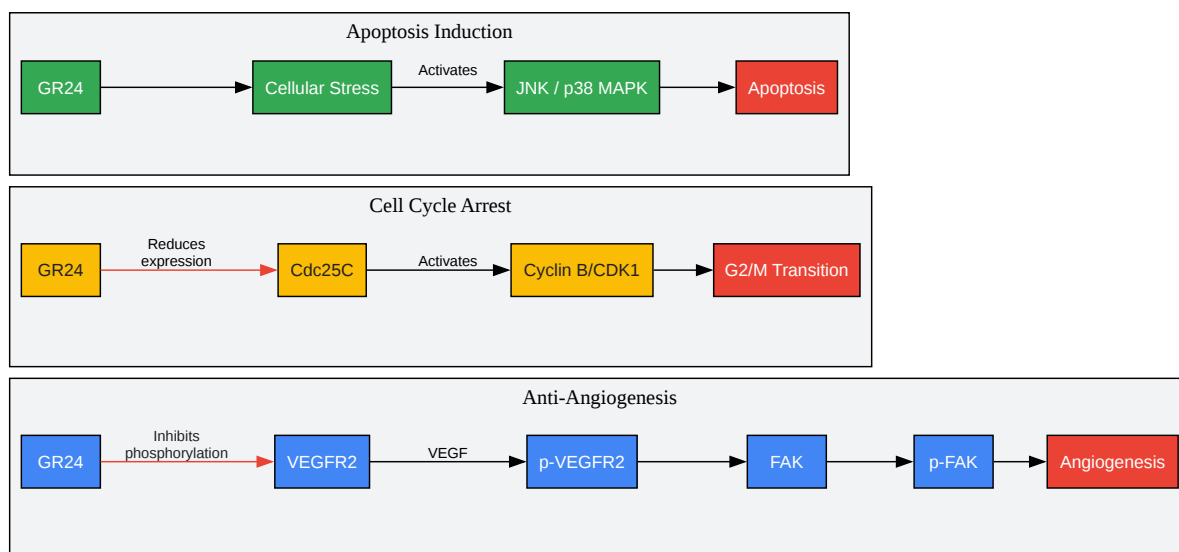 Apoptosis Induction
GR24
Cellular Stress
Activates
JNK / p38 MAPK
Apoptosis
Cell Cycle Arrest
GR24
Reduces
expression
Cdc25C
Activates
Cyclin B/CDK1
G2/M Transition
Anti-Angiogenesis
GR24
Inhibits
phosphorylation
VEGFR2
VEGF
p-VEGFR2
FAK
p-FAK
Angiogenesis